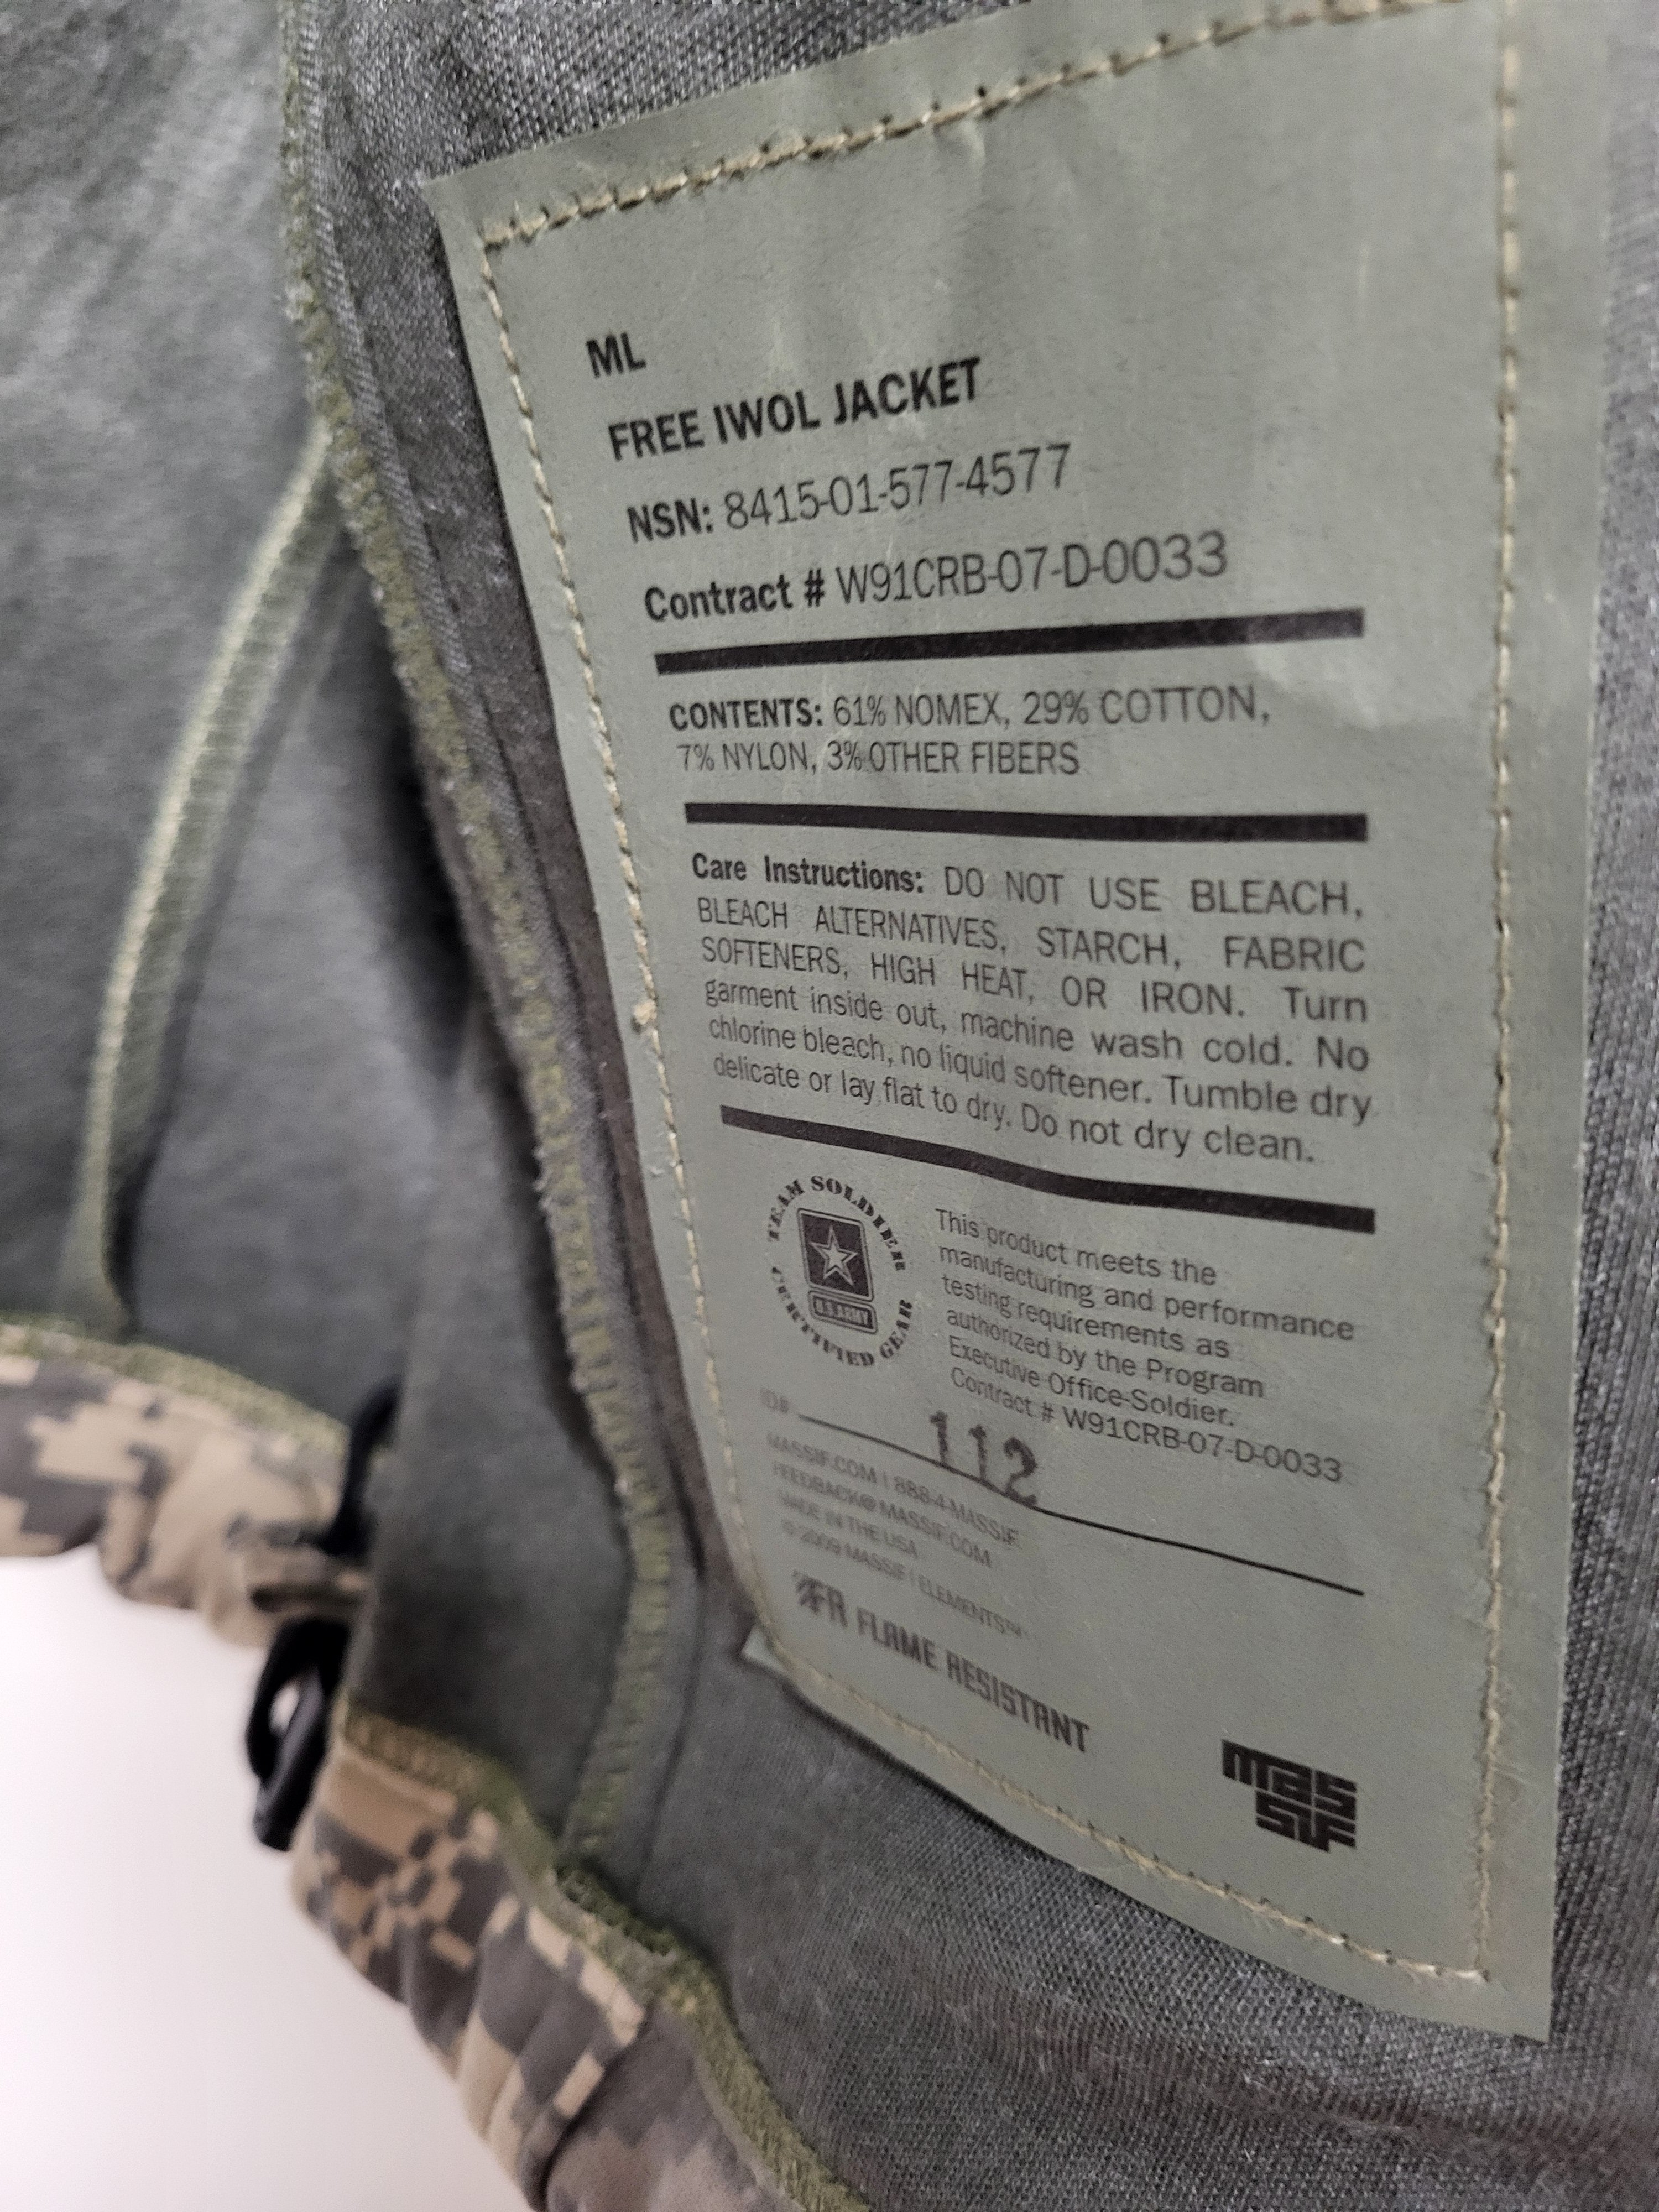 ML
FREE IWOL JACKET
NSN: 8415-01-577-4577
Contract # W91CRB-07-D-0033
CONTENTS: 61% NOMEX, 29% COTTON,
7% NYLON, 3% OTHER FIBERS
Care Instructions: DO NOT USE BLEACH,
BLEACH ALTERNATIVES, STARCH, FABRIC
SOFTENERS, HIGH HEAT, OR IRON. Turn
garment inside out, machine wash cold. No
chlorine bleach, no liquid softener. Tumble dry
delicate or lay flat to dry. Do not dry clean.
TEAM SOLDIER
U.S.ARMY
CERTIFIED GEAR
This product meets the
manufacturing and performance
testing requirements as
authorized by the Program
Executive Office-Soldier.
Contract # W91CRB-07-D-0033
ID# 112
MASSIF.COM | 888-4-MASSIF
FEEDBACK@MASSIF.COM
MADE IN THE USA
© 2009 MASSIF | ELEMENTS™
FR FLAME RESISTANT
massif